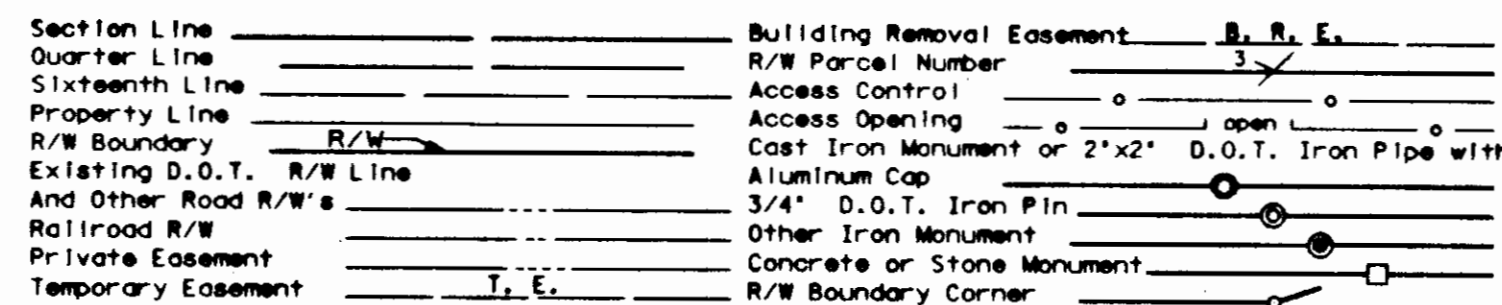 Section Line
Quarter Line
Sixteenth Line
Property Line
R/W Boundary R/W
Existing D.O.T. R/W Line
And Other Road R/W's
Railroad R/W
Private Easement
Temporary Easement T. E.
Building Removal Easement B. R. E.
R/W Parcel Number 3
Access Control
Access Opening open
Cast Iron Monument or 2"x2" D.O.T. Iron Pipe with
Aluminum Cap
3/4" D.O.T. Iron Pin
Other Iron Monument
Concrete or Stone Monument
R/W Boundary Corner